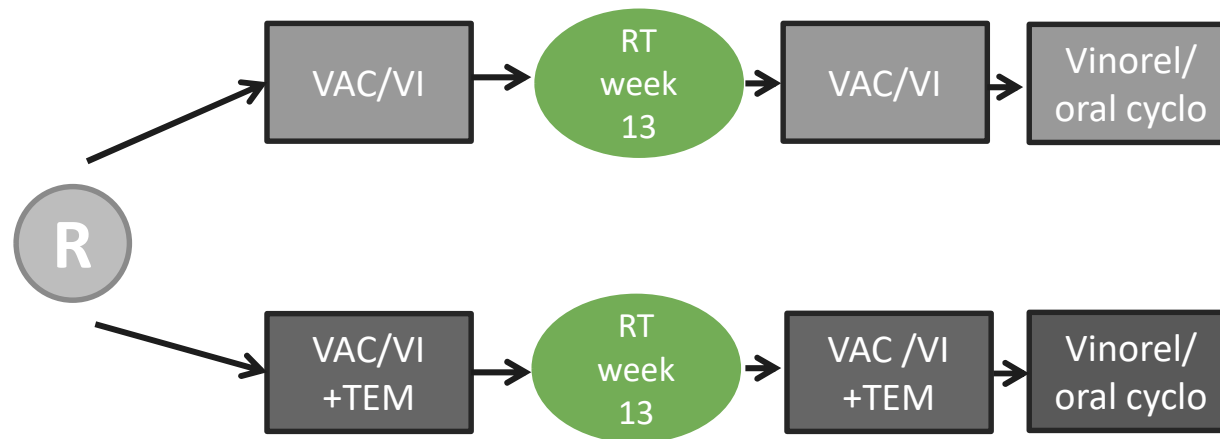 R
VAC/VI
RT
week
13
VAC/VI
Vinorel/
oral cyclo
VAC/VI
+TEM
RT
week
13
VAC /VI
+TEM
Vinorel/
oral cyclo